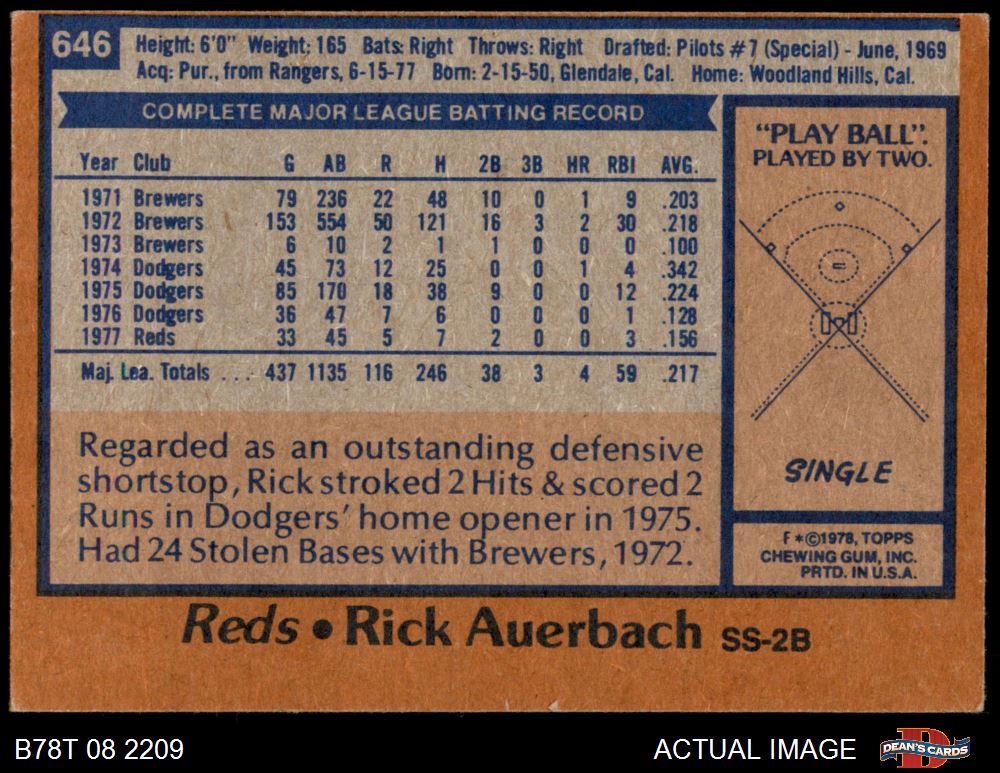 646
Height: 6'0" Weight: 165 Bats: Right Throws: Right Drafted: Pilots #7 (Special) - June, 1969
Acq: Pur., from Rangers, 6-15-77 Born: 2-15-50, Glendale, Cal. Home: Woodland Hills, Cal.
COMPLETE MAJOR LEAGUE BATTING RECORD
Year Club G AB R H 2B 3B HR RBI AVG.
1971 Brewers 79 236 22 48 10 0 1 9 .203
1972 Brewers 153 554 50 121 16 3 2 30 .218
1973 Brewers 6 10 2 1 1 0 0 0 .100
1974 Dodgers 45 73 12 25 0 0 1 4 .342
1975 Dodgers 85 170 18 38 9 0 0 12 .224
1976 Dodgers 36 47 7 6 0 0 0 1 .128
1977 Reds 33 45 5 7 2 0 0 3 .156
Maj. Lea. Totals ... 437 1135 116 246 38 3 4 59 .217
Regarded as an outstanding defensive
shortstop, Rick stroked 2 Hits & scored 2
Runs in Dodgers' home opener in 1975.
Had 24 Stolen Bases with Brewers, 1972.
"PLAY BALL".
PLAYED BY TWO.
SINGLE
F*©1978, TOPPS
CHEWING GUM, INC.
PRTD. IN U.S.A.
Reds • Rick Auerbach SS-2B
B78T 08 2209
ACTUAL IMAGE
DEAN'S CARDS